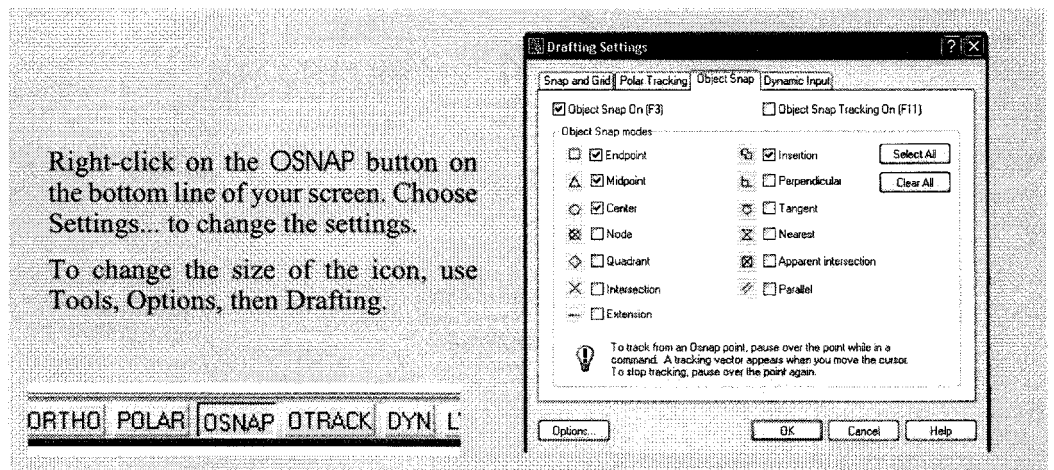 Right-click on the OSNAP button on
the bottom line of your screen. Choose
Settings... to change the settings.
To change the size of the icon, use
Tools, Options, then Drafting.
ORTHO POLAR OSNAP OTRACK DYN
Drafting Settings
Snap and Grid Polar Tracking Object Snap Dynamic Input
Object Snap On (F3) Object Snap Tracking On (F11)
Object Snap modes
Endpoint Insertion Select All
Midpoint Perpendicular Clear All
Center Tangent
Node Nearest
Quadrant Apparent intersection
Intersection Parallel
Extension
To track from an Osnap point, pause over the point while in a
command. A tracking vector appears when you move the cursor.
To stop tracking, pause over the point again.
Options... OK Cancel Help